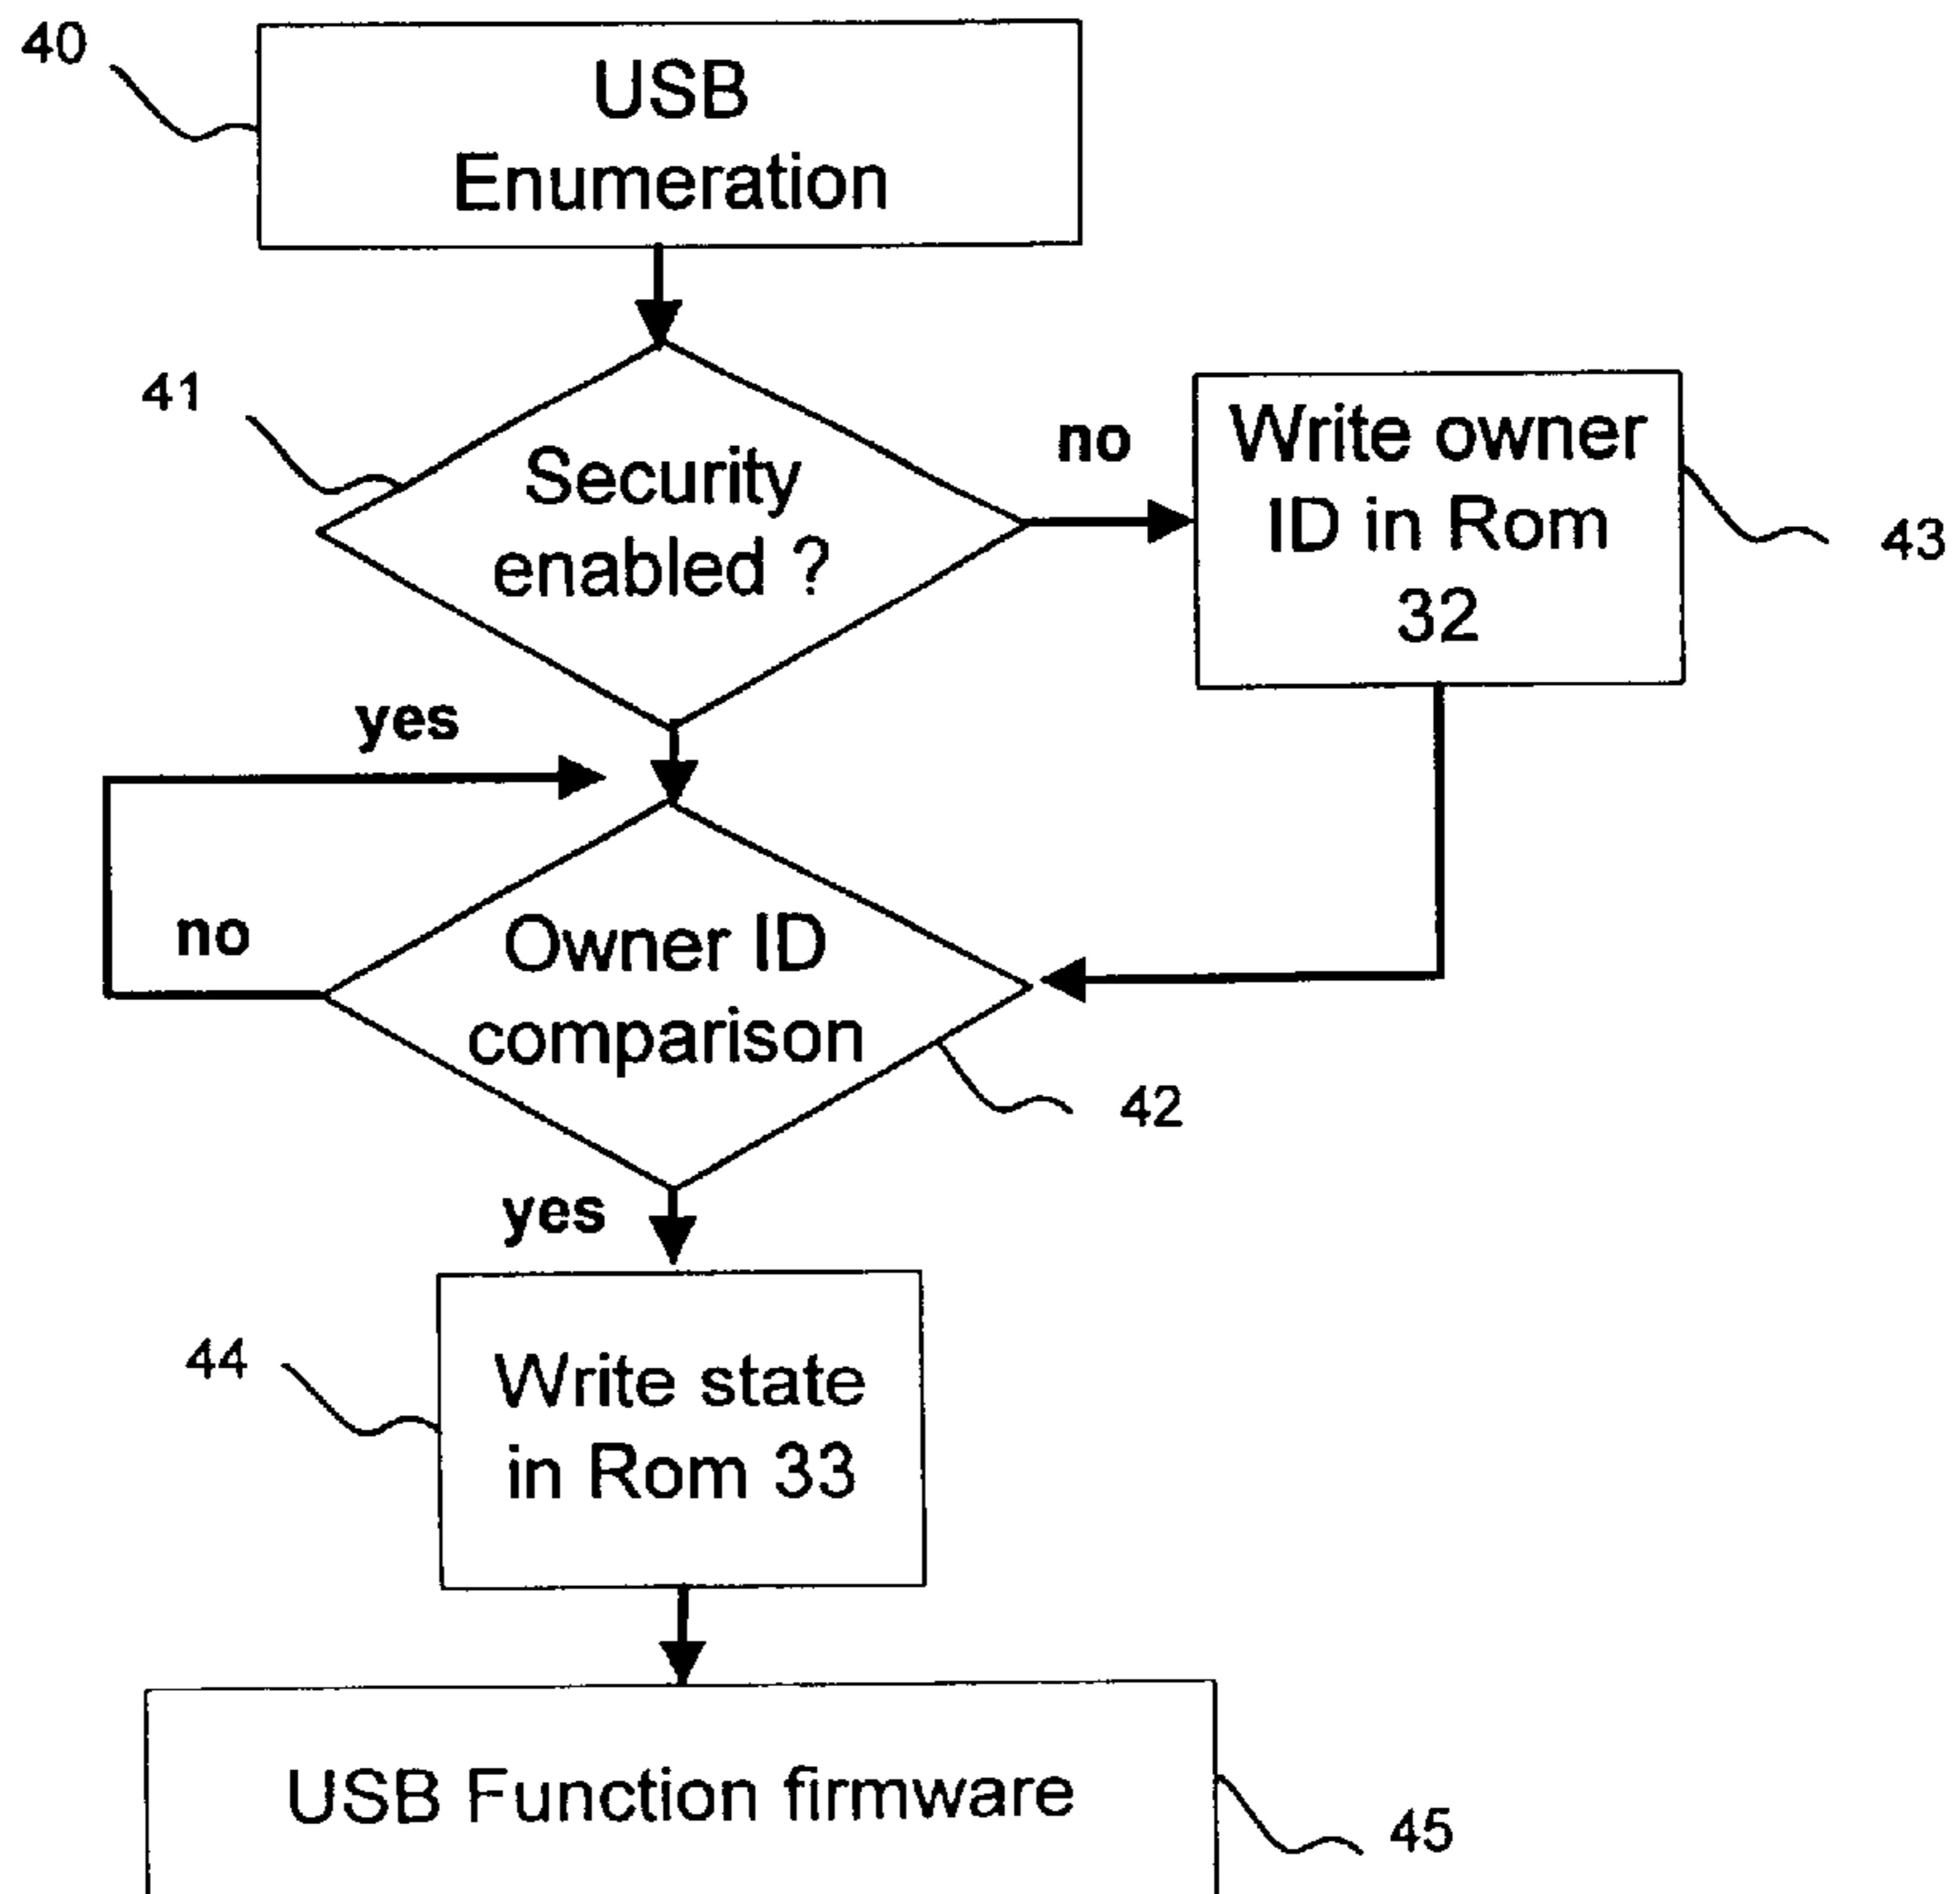 40
USB
Enumeration
41
Security
enabled ?
no
Write owner
ID in Rom
32
43
yes
no
Owner ID
comparison
42
yes
44
Write state
in Rom 33
USB Function firmware
45